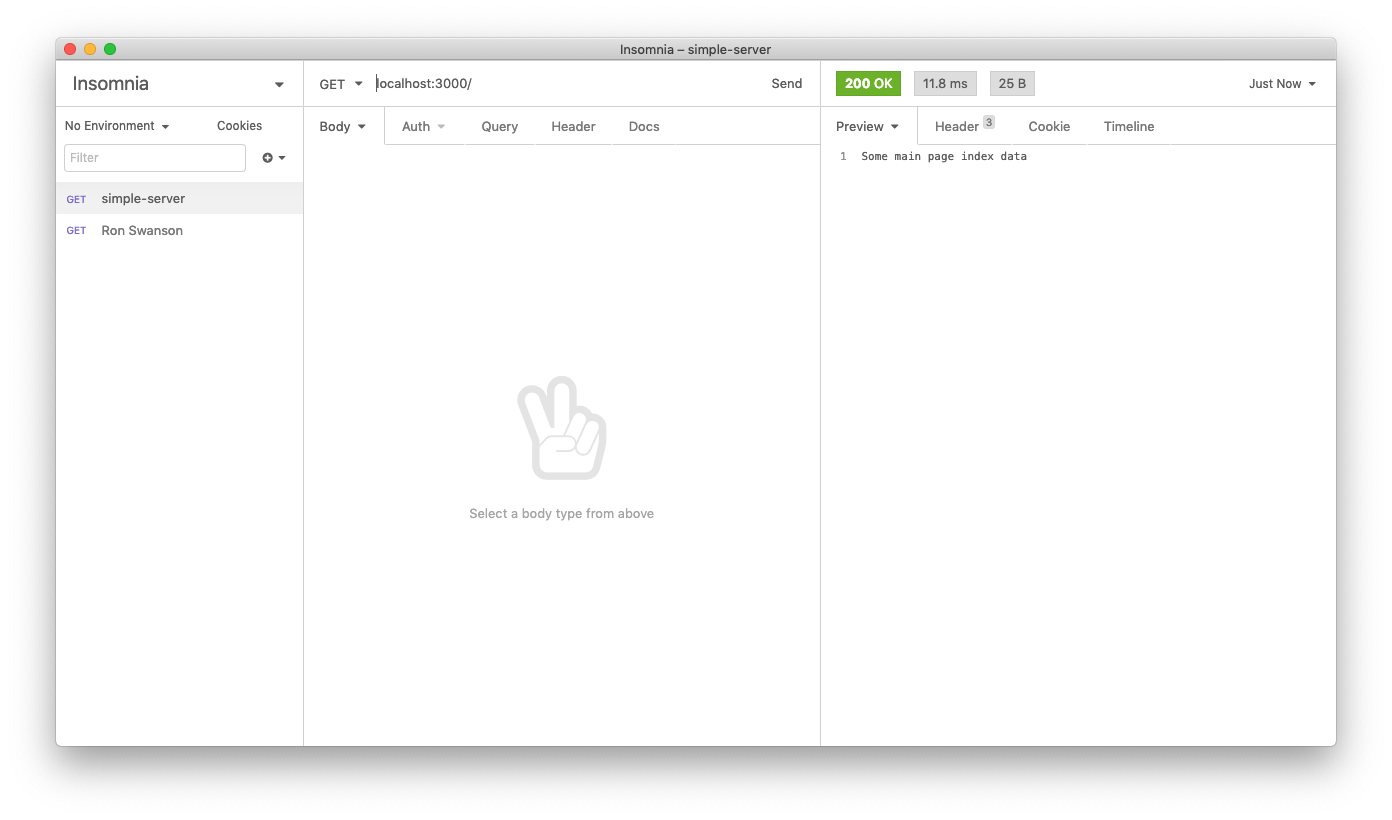 Insomnia – simple-server
Insomnia
GET localhost:3000/ Send
200 OK 11.8 ms 25 B Just Now
No Environment Cookies
Body Auth Query Header Docs
Preview Header 3 Cookie Timeline
Filter
1 Some main page index data
GET simple-server
GET Ron Swanson
Select a body type from above